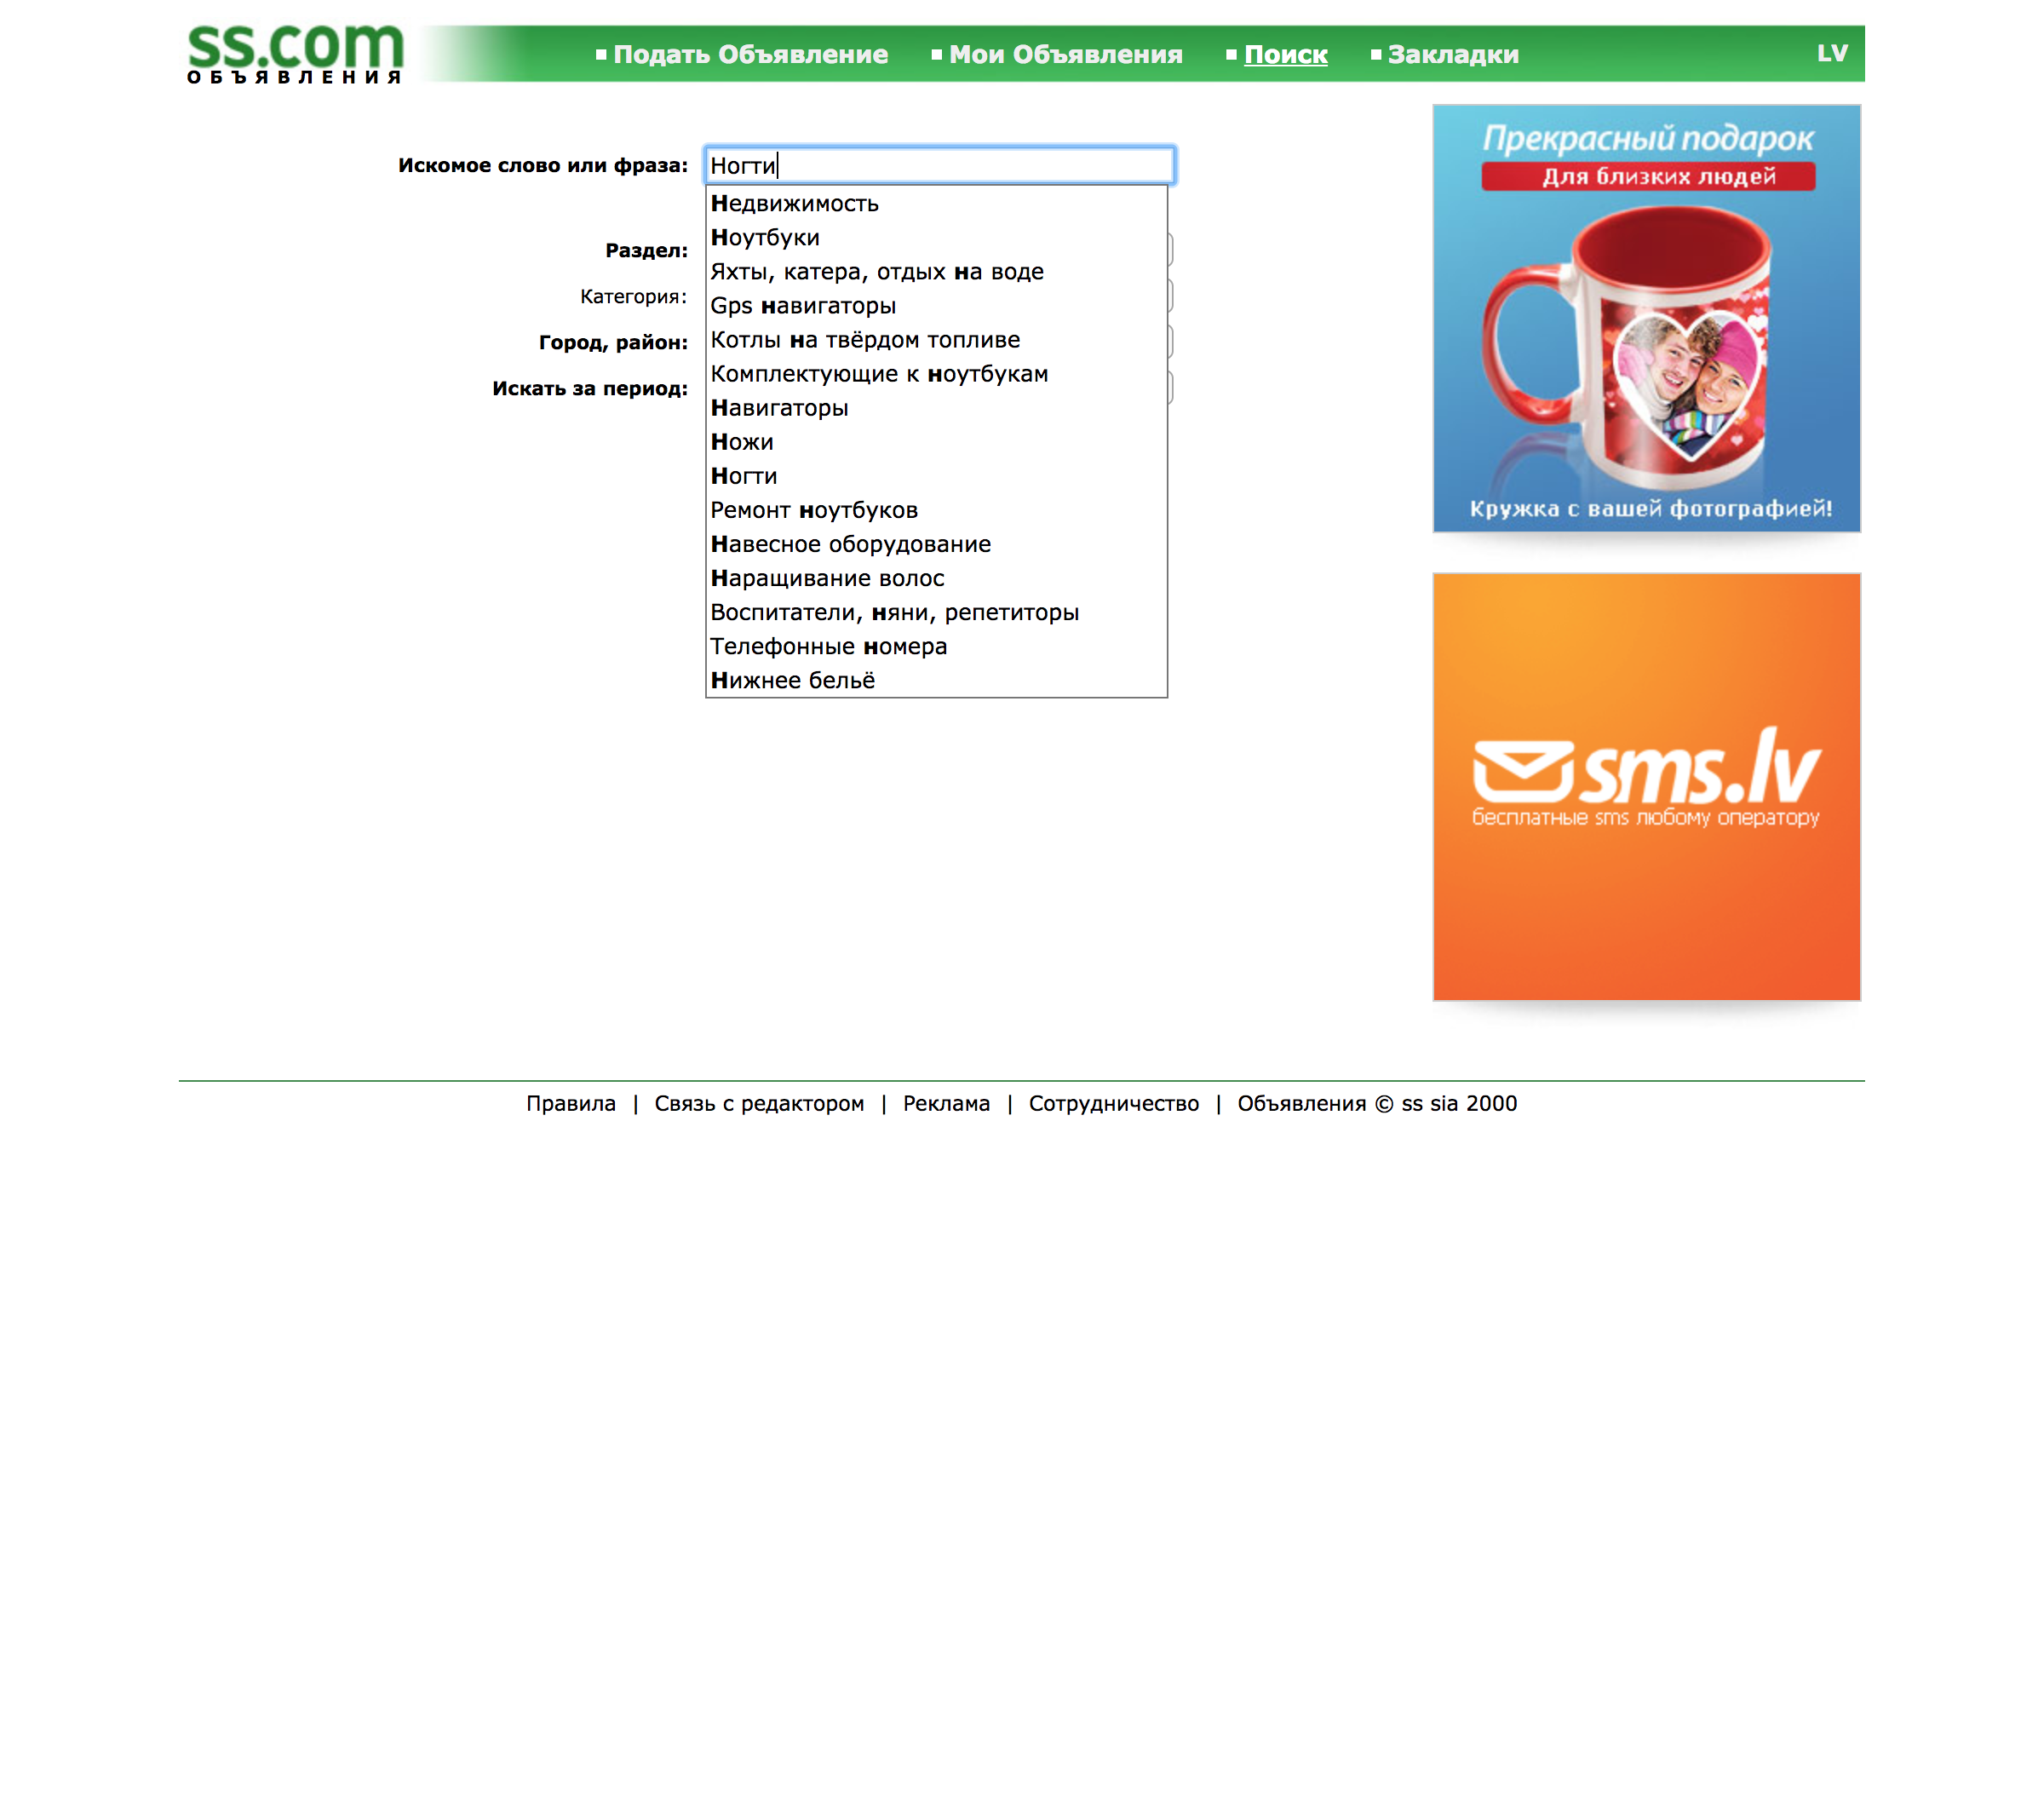 ss.com
ОБЪЯВЛЕНИЯ
Подать Объявление
Мои Объявления
Поиск
Закладки
LV
Искомое слово или фраза:
Ногти
Недвижимость
Ноутбуки
Яхты, катера, отдых на воде
Gps навигаторы
Котлы на твёрдом топливе
Комплектующие к ноутбукам
Навигаторы
Ножи
Ногти
Ремонт ноутбуков
Навесное оборудование
Наращивание волос
Воспитатели, няни, репетиторы
Телефонные номера
Нижнее бельё
Раздел:
Категория:
Город, район:
Искать за период:
Прекрасный подарок
Для близких людей
Кружка с вашей фотографией!
sms.lv
бесплатные sms любому оператору
Правила | Связь с редактором | Реклама | Сотрудничество | Объявления © ss sia 2000